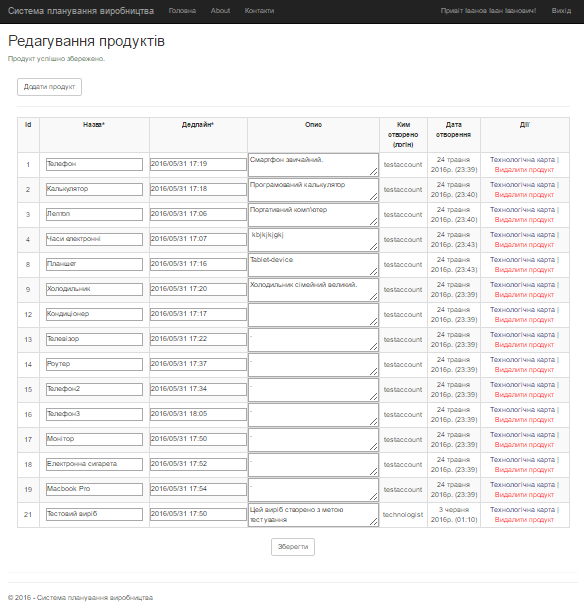 Система планування виробництва Головна About Контакти Привіт Іванов Іван Іванович! Вихід
Редагування продуктів
Продукт успішно збережено.
Додати продукт
Id Назва* Дедлайн* Опис Ким створено (логін) Дата створення Дії
1 Телефон 2016/05/31 17:19 Смартфон звичайний. testaccount 24 травня 2016р. (23:39) Технологічна карта | Видалити продукт
2 Калькулятор 2016/05/31 17:18 Програмований калькулятор testaccount 24 травня 2016р. (23:40) Технологічна карта | Видалити продукт
3 Лептоп 2016/05/31 17:06 Портативний комп'ютер testaccount 24 травня 2016р. (23:40) Технологічна карта | Видалити продукт
4 Часи електронні 2016/05/31 17:07 kbjkjkjgkj testaccount 24 травня 2016р. (23:43) Технологічна карта | Видалити продукт
8 Планшет 2016/05/31 17:16 Tablet-device testaccount 24 травня 2016р. (23:43) Технологічна карта | Видалити продукт
9 Холодильник 2016/05/31 17:20 Холодильник сімейний великий. testaccount 24 травня 2016р. (23:39) Технологічна карта | Видалити продукт
12 Кондиціонер 2016/05/31 17:17 testaccount 24 травня 2016р. (23:39) Технологічна карта | Видалити продукт
13 Телевізор 2016/05/31 17:22 - testaccount 24 травня 2016р. (23:39) Технологічна карта | Видалити продукт
14 Роутер 2016/05/31 17:37 - testaccount 24 травня 2016р. (23:39) Технологічна карта | Видалити продукт
15 Телефон2 2016/05/31 17:34 - testaccount 24 травня 2016р. (23:39) Технологічна карта | Видалити продукт
16 Телефон3 2016/05/31 18:05 - testaccount 24 травня 2016р. (23:39) Технологічна карта | Видалити продукт
17 Монітор 2016/05/31 17:50 - testaccount 24 травня 2016р. (23:39) Технологічна карта | Видалити продукт
18 Електронна сигарета 2016/05/31 17:52 - testaccount 24 травня 2016р. (23:39) Технологічна карта | Видалити продукт
19 Macbook Pro 2016/05/31 17:54 - testaccount 24 травня 2016р. (23:39) Технологічна карта | Видалити продукт
21 Тестовий виріб 2016/05/31 17:50 Цей виріб створено з метою тестування technologist 3 червня 2016р. (01:10) Технологічна карта | Видалити продукт
Зберегти
© 2016 - Система планування виробництва